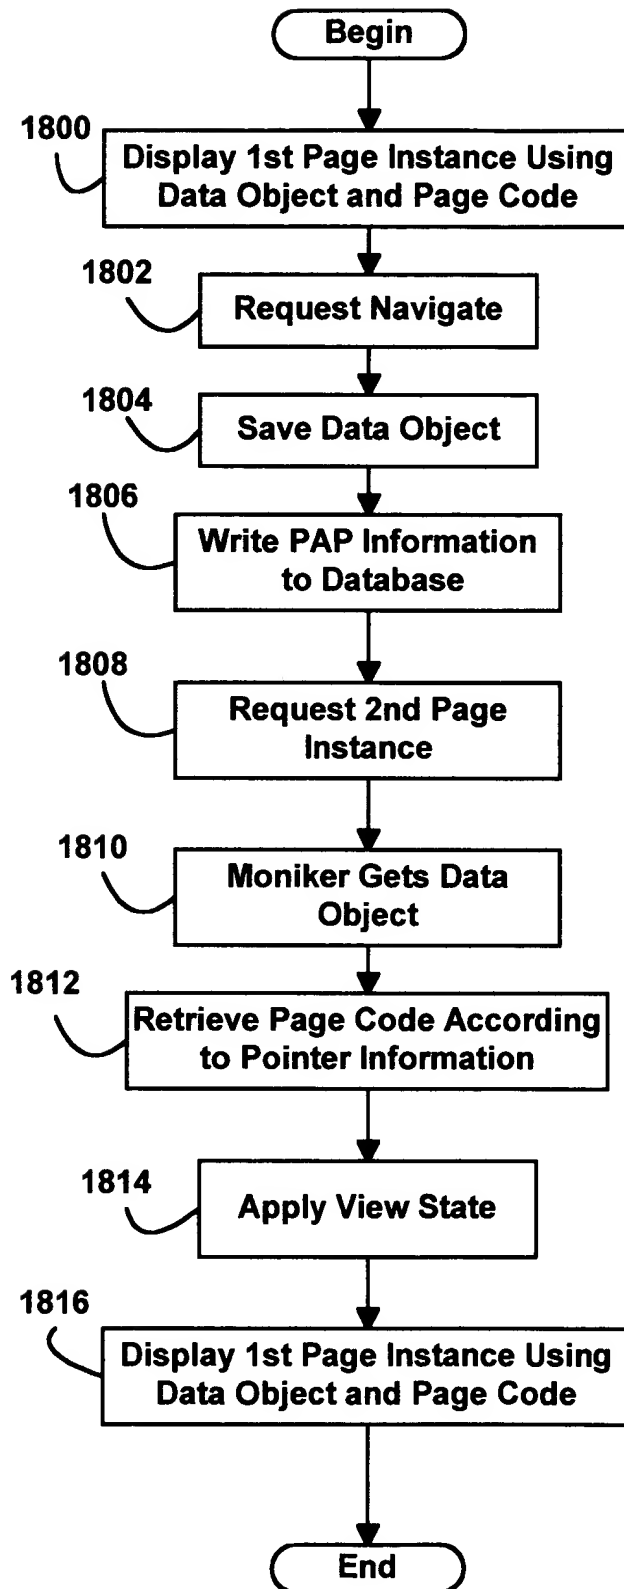 Begin
1800
Display 1st Page Instance Using
Data Object and Page Code
1802
Request Navigate
1804
Save Data Object
1806
Write PAP Information
to Database
1808
Request 2nd Page
Instance
1810
Moniker Gets Data
Object
1812
Retrieve Page Code According
to Pointer Information
1814
Apply View State
1816
Display 1st Page Instance Using
Data Object and Page Code
End